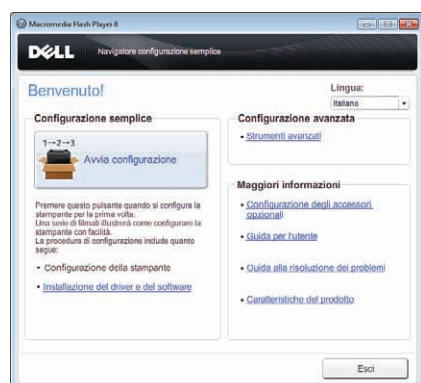 Macromedia Flash Player 8
DELL
Navigatore configurazione semplice
Benvenuto!
Lingua:
Italiano
Configurazione semplice
1→2→3
Avvia configurazione
Premere questo pulsante quando si configura la
stampante per la prima volta.
Una serie di filmati illustrerà come configurare la
stampante con facilità.
La procedura di configurazione include quanto
segue:
• Configurazione della stampante
• Installazione del driver e del software
Configurazione avanzata
• Strumenti avanzati
Maggiori informazioni
• Configurazione degli accessori
opzionali
• Guida per l'utente
• Guida alla risoluzione dei problemi
• Caratteristiche del prodotto
Esci